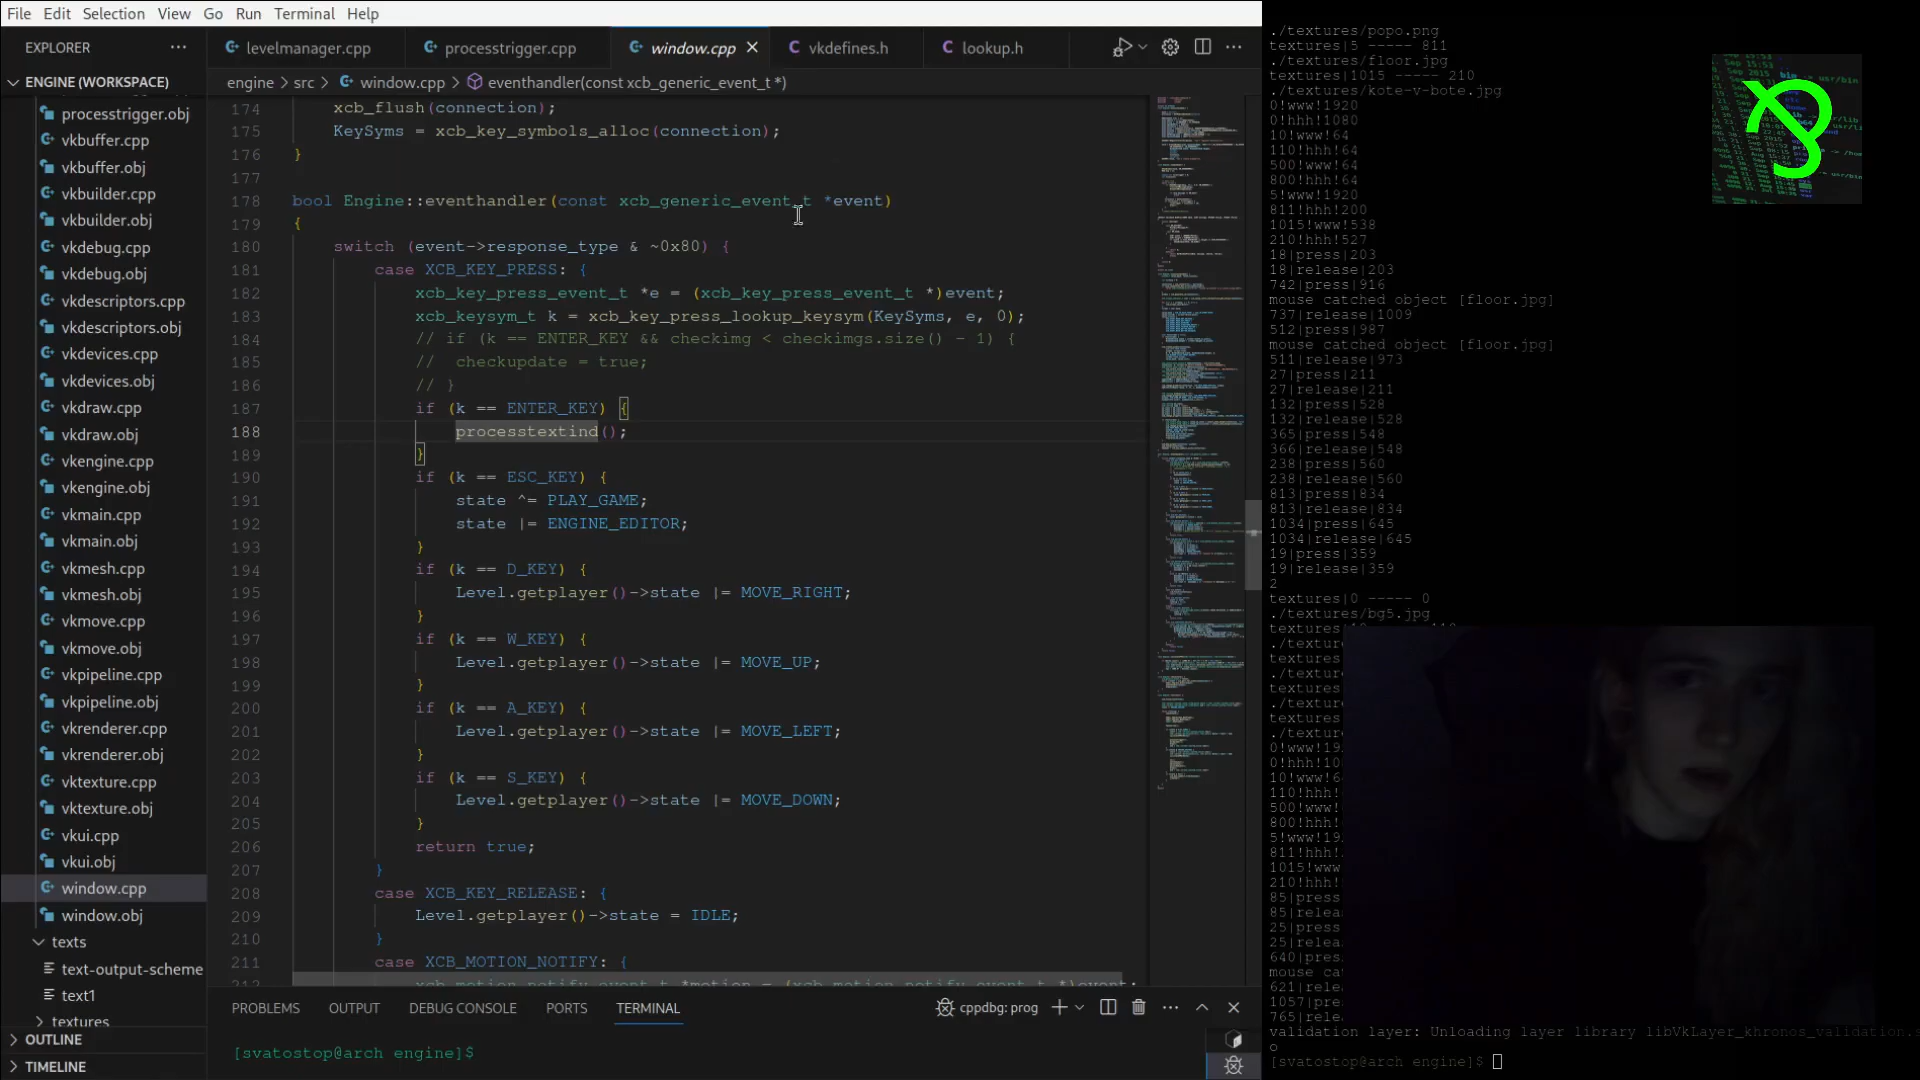 File Edit Selection View Go Run Terminal Help
EXPLORER
levelmanager.cpp processtrigger.cpp window.cpp vkdefines.h lookup.h
ENGINE (WORKSPACE)
engine > src > window.cpp > eventhandler(const xcb_generic_event_t *)
processtrigger.obj
vkbuffer.cpp
vkbuffer.obj
vkbuilder.cpp
vkbuilder.obj
vkdebug.cpp
vkdebug.obj
vkdescriptors.cpp
vkdescriptors.obj
vkdevices.cpp
vkdevices.obj
vkdraw.cpp
vkdraw.obj
vkengine.cpp
vkengine.obj
vkmain.cpp
vkmain.obj
vkmesh.cpp
vkmesh.obj
vkmove.cpp
vkmove.obj
vkpipeline.cpp
vkpipeline.obj
vkrenderer.cpp
vkrenderer.obj
vktexture.cpp
vktexture.obj
vkui.cpp
vkui.obj
window.cpp
window.obj
texts
text-output-scheme
text1
textures
OUTLINE
TIMELINE
174 xcb_flush(connection);
175 KeySyms = xcb_key_symbols_alloc(connection);
176 }
177
178 bool Engine::eventhandler(const xcb_generic_event_t *event)
179 {
180 switch (event->response_type & ~0x80) {
181 case XCB_KEY_PRESS: {
182 xcb_key_press_event_t *e = (xcb_key_press_event_t *)event;
183 xcb_keysym_t k = xcb_key_press_lookup_keysym(KeySyms, e, 0);
184 // if (k == ENTER_KEY && checkimg < checkimgs.size() - 1) {
185 // checkupdate = true;
186 // }
187 if (k == ENTER_KEY) {
188 processtextind();
189 }
190 if (k == ESC_KEY) {
191 state ^= PLAY_GAME;
192 state |= ENGINE_EDITOR;
193 }
194 if (k == D_KEY) {
195 Level.getplayer()->state |= MOVE_RIGHT;
196 }
197 if (k == W_KEY) {
198 Level.getplayer()->state |= MOVE_UP;
199 }
200 if (k == A_KEY) {
201 Level.getplayer()->state |= MOVE_LEFT;
202 }
203 if (k == S_KEY) {
204 Level.getplayer()->state |= MOVE_DOWN;
205 }
206 return true;
207 }
208 case XCB_KEY_RELEASE: {
209 Level.getplayer()->state = IDLE;
210 }
211 case XCB_MOTION_NOTIFY: {
PROBLEMS OUTPUT DEBUG CONSOLE PORTS TERMINAL cppdbg: prog
[svatostop@arch engine]$
./textures/popo.png
textures|5 ----- 811
./textures/floor.jpg
textures|1015 ----- 210
./textures/kote-v-bote.jpg
0!www!1920
0!hhh!1080
10!www!64
110!hhh!64
500!www!64
800!hhh!64
5!www!1920
811!hhh!200
1015!www!538
210!hhh!527
18|press|203
18|release|203
742|press|916
mouse catched object [floor.jpg]
737|release|1009
512|press|987
mouse catched object [floor.jpg]
511|release|973
27|press|211
27|release|211
132|press|528
132|release|528
365|press|548
366|release|548
238|press|560
238|release|560
813|press|834
813|release|834
1034|press|645
1034|release|645
19|press|359
19|release|359
2
textures|0 ----- 0
./textures/bg5.jpg
validation layer: Unloading layer library libVkLayer_khronos_validation.s
o
[svatostop@arch engine]$